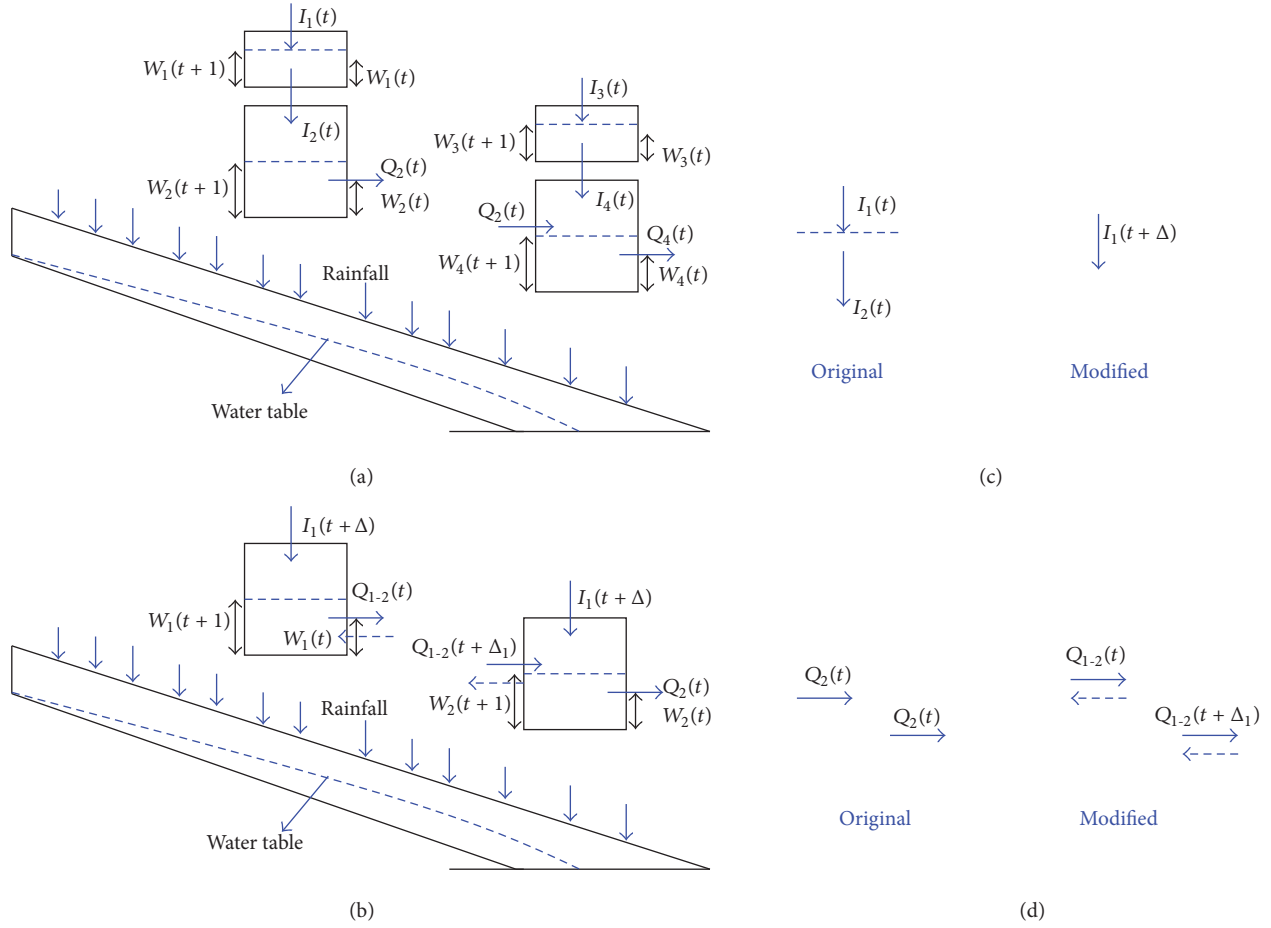 I₁(t)
W₁(t + 1)
W₁(t)
I₂(t)
W₂(t + 1)
Q₂(t)
W₂(t)
I₃(t)
W₃(t + 1)
W₃(t)
I₄(t)
Q₂(t)
Q₄(t)
W₄(t + 1)
W₄(t)
Rainfall
Water table
(a)
I₁(t)
I₂(t)
I₁(t + Δ)
Original
Modified
(c)
I₁(t + Δ)
Q₁₋₂(t)
W₁(t + 1)
W₁(t)
I₁(t + Δ)
Q₁₋₂(t + Δ₁)
W₂(t + 1)
Q₂(t)
W₂(t)
Rainfall
Water table
(b)
Q₂(t)
Q₂(t)
Q₁₋₂(t)
Q₁₋₂(t + Δ₁)
Original
Modified
(d)